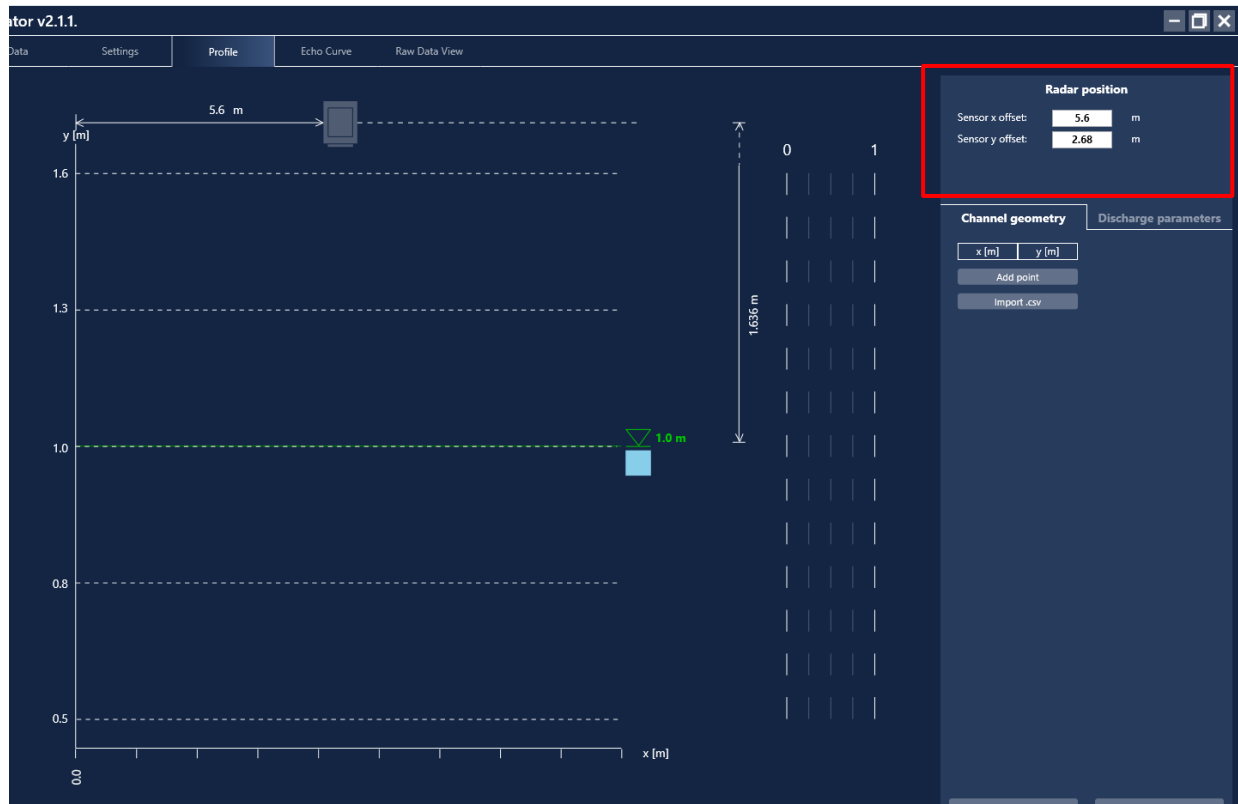 ator v2.1.1.
Data Settings Profile Echo Curve Raw Data View
Radar position
Sensor x offset: 5.6 m
Sensor y offset: 2.68 m
Channel geometry Discharge parameters
x [m] y [m]
Add point
Import .csv
5.6 m
y [m]
0 1
1.6
1.3
1.636 m
1.0
1.0 m
0.8
0.5
x [m]
0.0